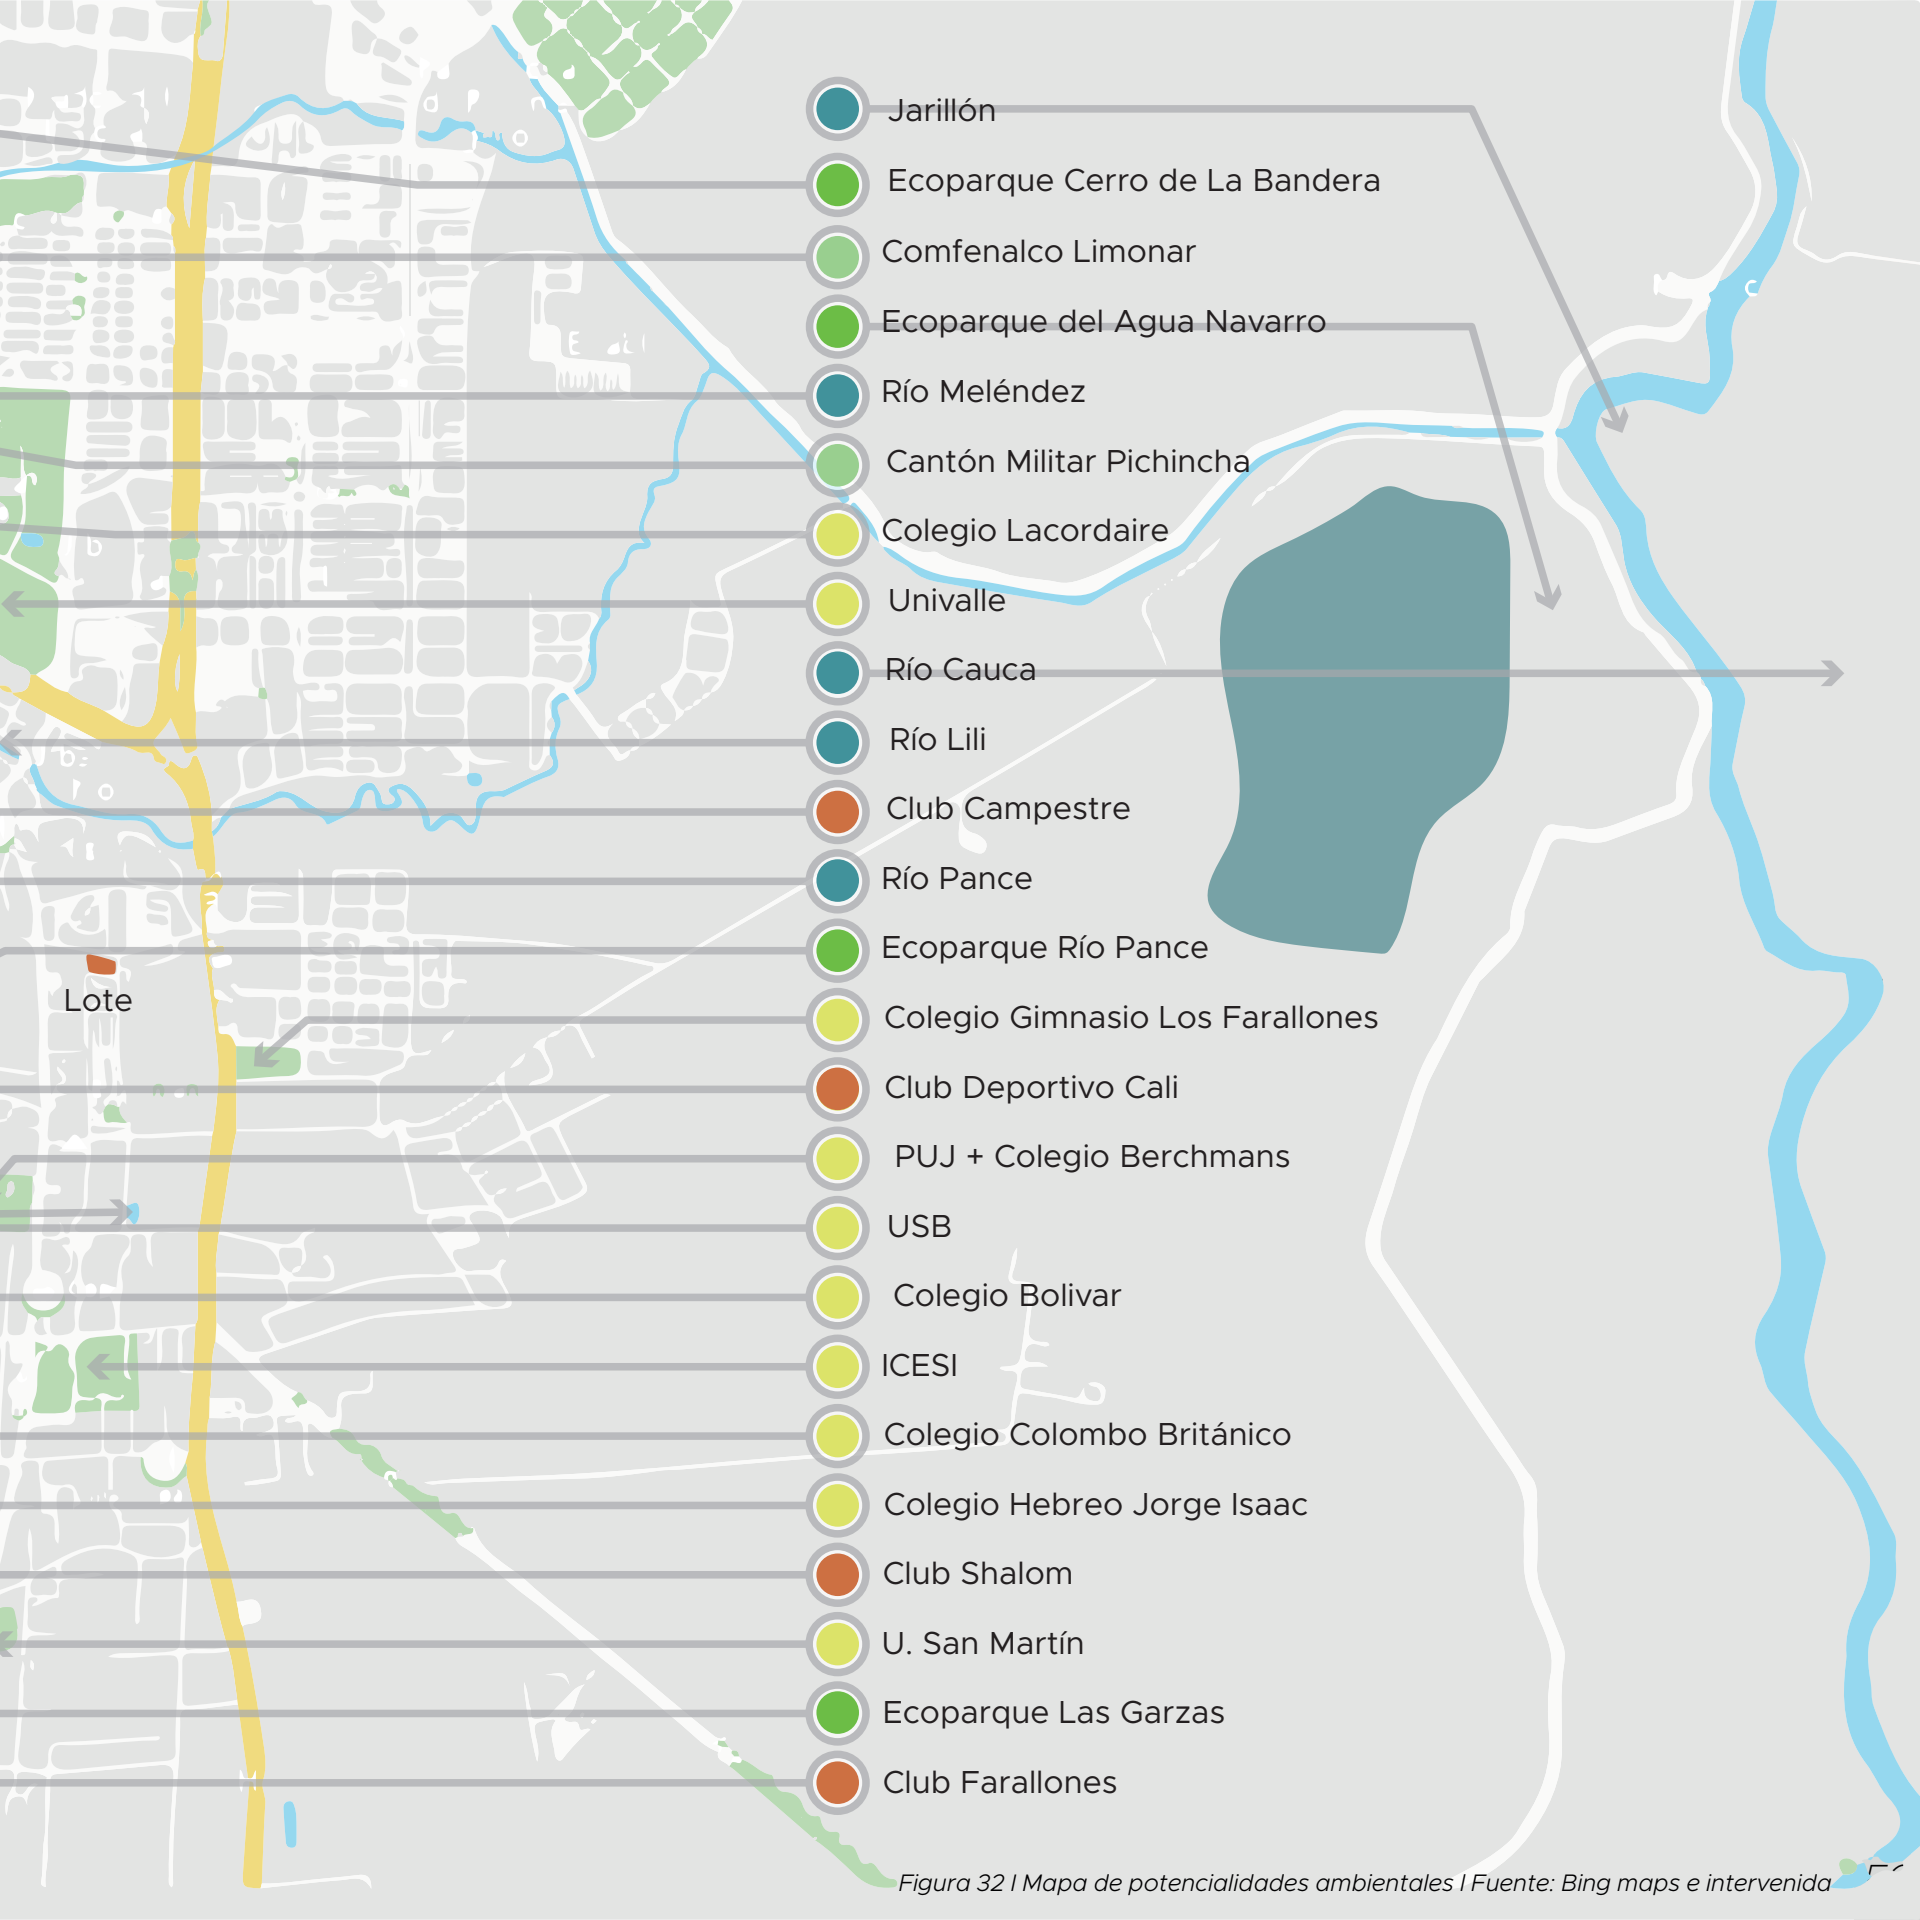 Jarillón
Ecoparque Cerro de La Bandera
Comfenalco Limonar
Ecoparque del Agua Navarro
Río Meléndez
Cantón Militar Pichincha
Colegio Lacordaire
Univalle
Río Cauca
Río Lili
Club Campestre
Río Pance
Ecoparque Río Pance
Lote
Colegio Gimnasio Los Farallones
Club Deportivo Cali
PUJ + Colegio Berchmans
USB
Colegio Bolivar
ICESI
Colegio Colombo Británico
Colegio Hebreo Jorge Isaac
Club Shalom
U. San Martín
Ecoparque Las Garzas
Club Farallones
Figura 32 I Mapa de potencialidades ambientales I Fuente: Bing maps e intervenida